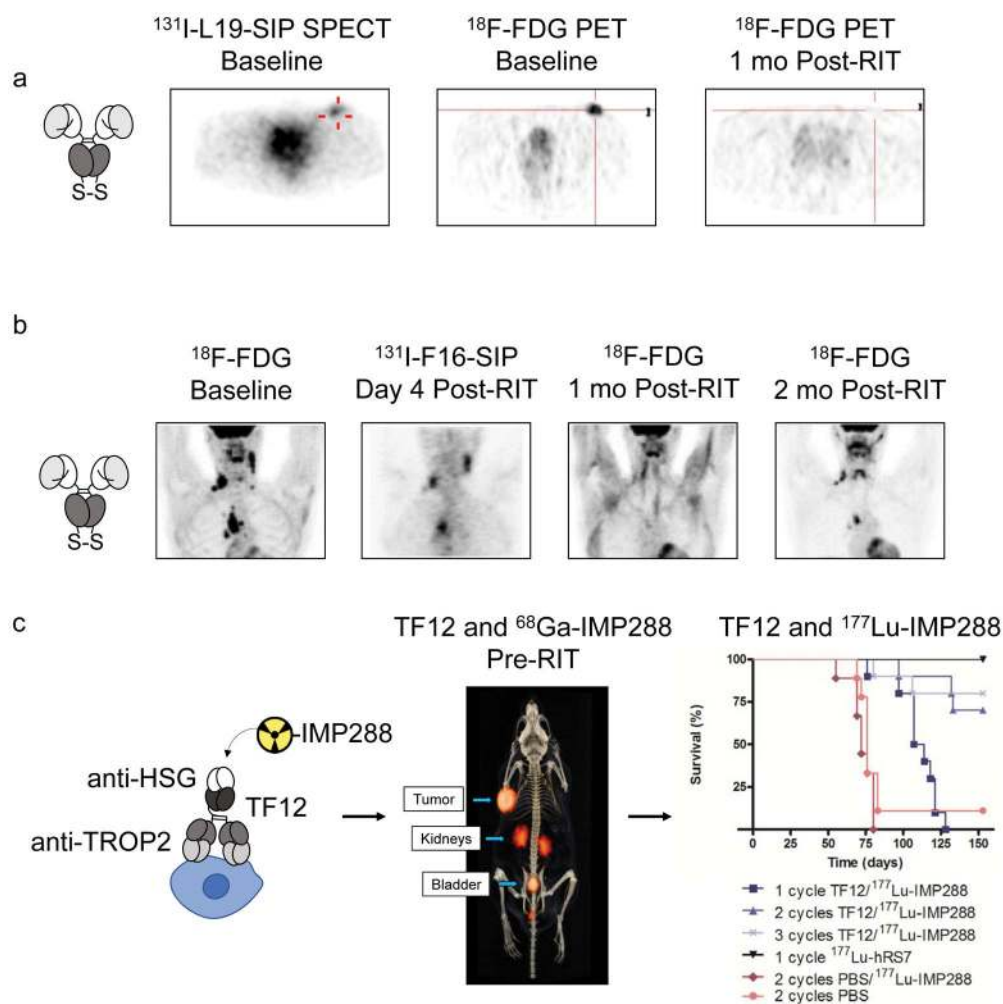 a
¹³¹I-L19-SIP SPECT
Baseline
¹⁸F-FDG PET
Baseline
¹⁸F-FDG PET
1 mo Post-RIT
S-S
b
¹⁸F-FDG
Baseline
¹³¹I-F16-SIP
Day 4 Post-RIT
¹⁸F-FDG
1 mo Post-RIT
¹⁸F-FDG
2 mo Post-RIT
S-S
c
-IMP288
anti-HSG
TF12
anti-TROP2
TF12 and ⁶⁸Ga-IMP288
Pre-RIT
Tumor
Kidneys
Bladder
TF12 and ¹⁷⁷Lu-IMP288
Survival (%)
100
75
50
25
0
25
50
75
100
125
150
Time (days)
1 cycle TF12/¹⁷⁷Lu-IMP288
2 cycles TF12/¹⁷⁷Lu-IMP288
3 cycles TF12/¹⁷⁷Lu-IMP288
1 cycle ¹⁷⁷Lu-hRS7
2 cycles PBS/¹⁷⁷Lu-IMP288
2 cycles PBS